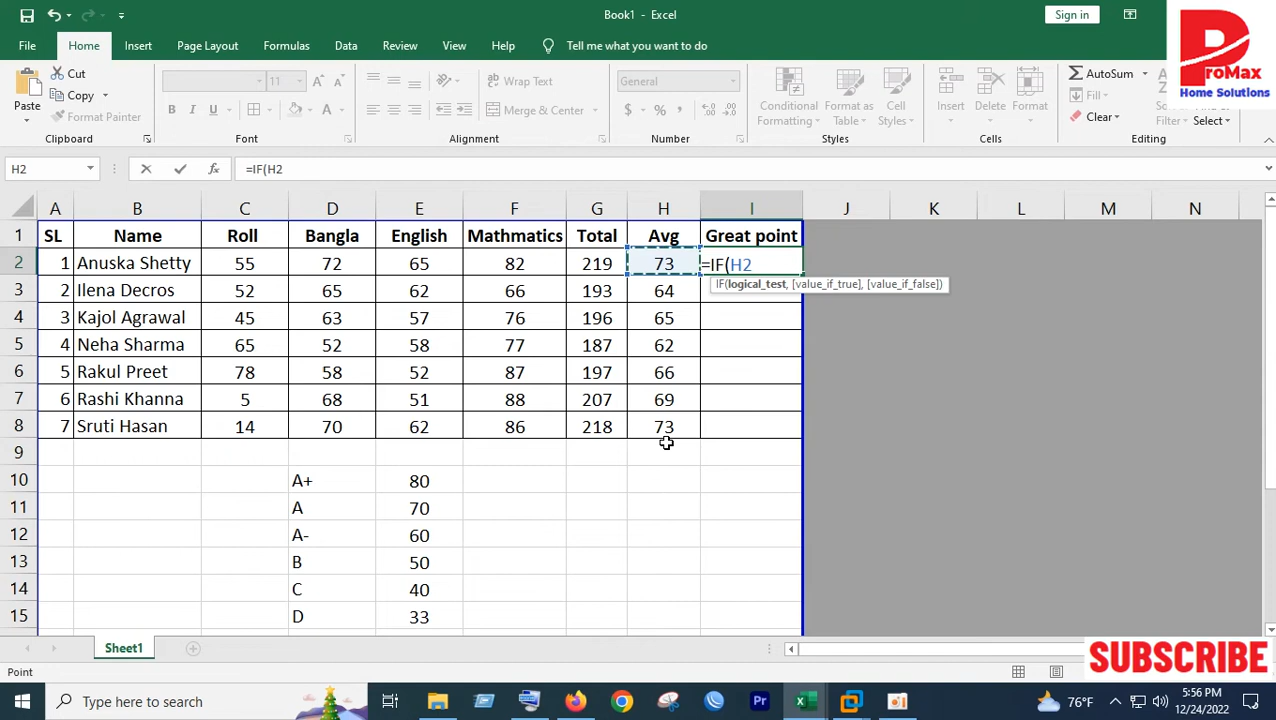 Book1 - Excel
Sign in
File Home Insert Page Layout Formulas Data Review View Help Tell me what you want to do
ProMax
Home Solutions
Paste
Cut
Copy
Format Painter
Clipboard
11
B I U
Font
Wrap Text
Merge & Center
Alignment
General
Number
Conditional Formatting
Format as Table
Cell Styles
Styles
Insert
Delete
Format
Cells
AutoSum
Fill
Clear
Filter
Select
Editing
H2 =IF(H2
A B C D E F G H I J K L M N
1 SL Name Roll Bangla English Mathmatics Total Avg Great point
2 1 Anuska Shetty 55 72 65 82 219 73 =IF(H2
IF(logical_test, [value_if_true], [value_if_false])
3 2 Ilena Decros 52 65 62 66 193 64
4 3 Kajol Agrawal 45 63 57 76 196 65
5 4 Neha Sharma 65 52 58 77 187 62
6 5 Rakul Preet 78 58 52 87 197 66
7 6 Rashi Khanna 5 68 51 88 207 69
8 7 Sruti Hasan 14 70 62 86 218 73
9
10 A+ 80
11 A 70
12 A- 60
13 B 50
14 C 40
15 D 33
Sheet1
Point
SUBSCRIBE
Type here to search
Pr
76°F
5:56 PM
12/24/2022